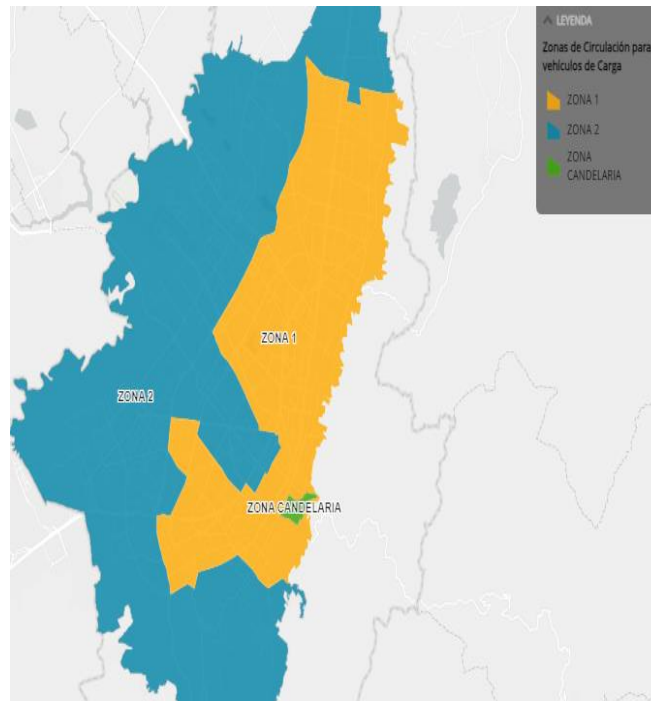 LEYENDA
Zonas de Circulación para
vehículos de Carga
ZONA 1
ZONA 2
ZONA
CANDELARIA
ZONA 1
ZONA 2
ZONA CANDELARIA